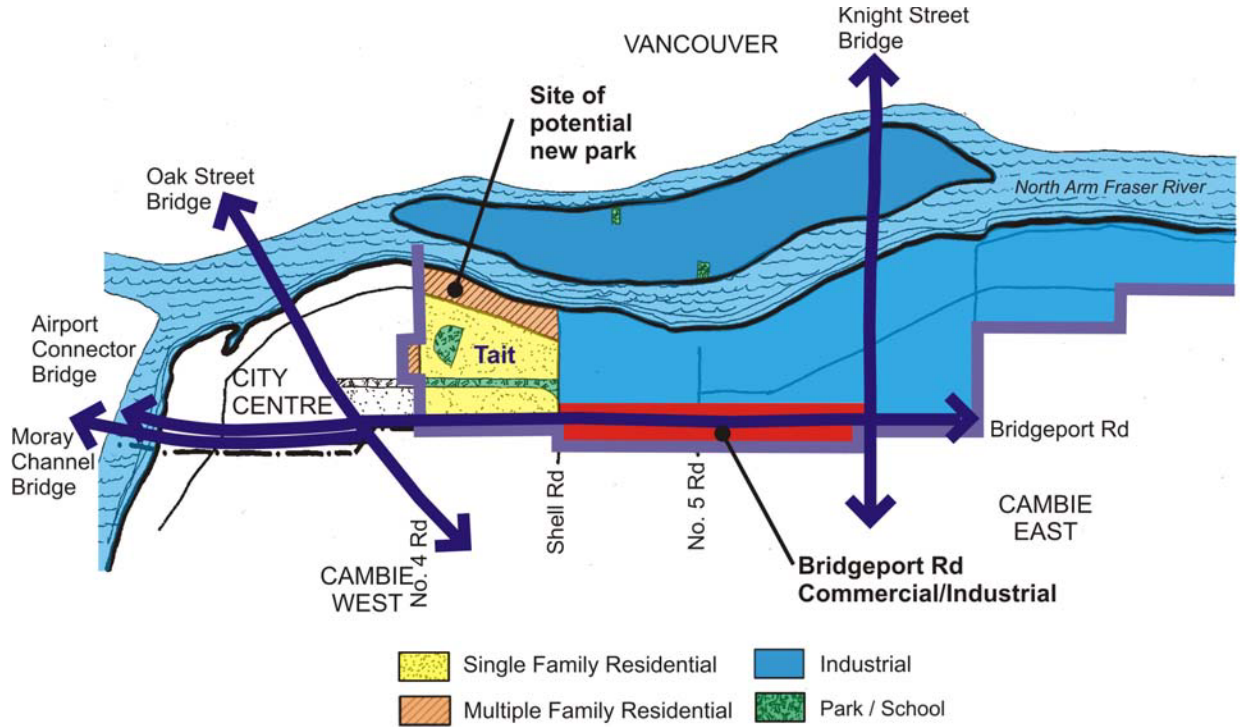 Knight Street
Bridge
VANCOUVER
Site of
potential
new park
Oak Street
Bridge
North Arm Fraser River
Airport
Connector
Bridge
Tait
CITY
CENTRE
Moray
Channel
Bridge
Bridgeport Rd
No. 4 Rd
Shell Rd
No. 5 Rd
CAMBIE
EAST
CAMBIE
WEST
Bridgeport Rd
Commercial/Industrial
Single Family Residential
Industrial
Multiple Family Residential
Park / School